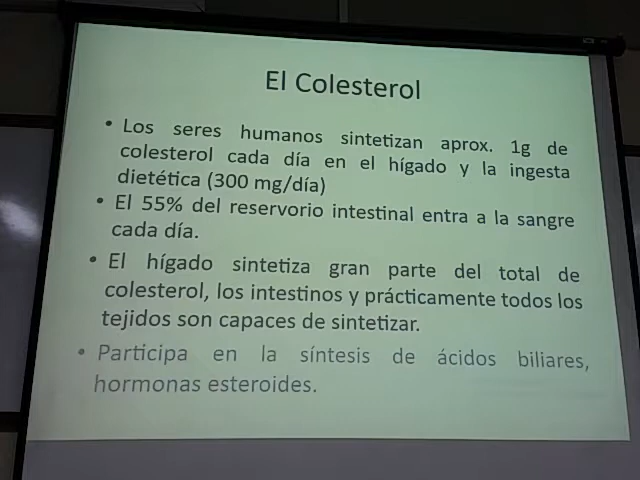 El Colesterol
• Los seres humanos sintetizan aprox. 1g de
colesterol cada día en el hígado y la ingesta
dietética (300 mg/día)
• El 55% del reservorio intestinal entra a la sangre
cada día.
• El hígado sintetiza gran parte del total de
colesterol, los intestinos y prácticamente todos los
tejidos son capaces de sintetizar.
• Participa en la síntesis de ácidos biliares,
hormonas esteroides.